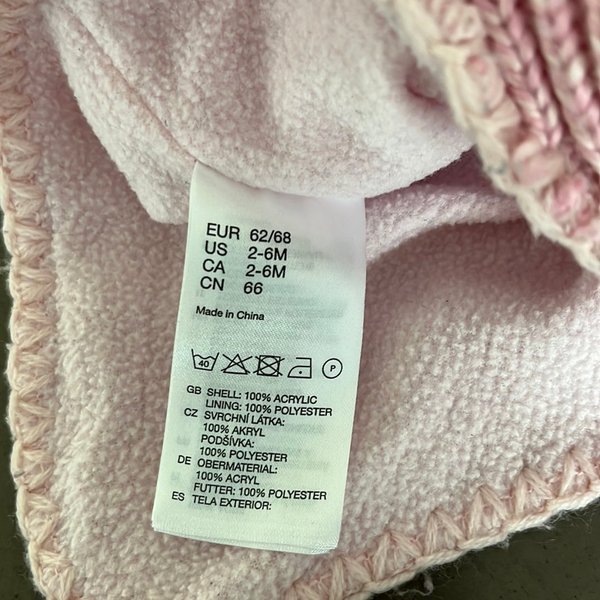 EUR 62/68
US 2-6M
CA 2-6M
CN 66
Made in China
40 P
GB SHELL: 100% ACRYLIC
LINING: 100% POLYESTER
CZ SVRCHNÍ LÁTKA:
100% AKRYL
PODŠÍVKA:
100% POLYESTER
DE OBERMATERIAL:
100% ACRYL
FUTTER: 100% POLYESTER
ES TELA EXTERIOR: